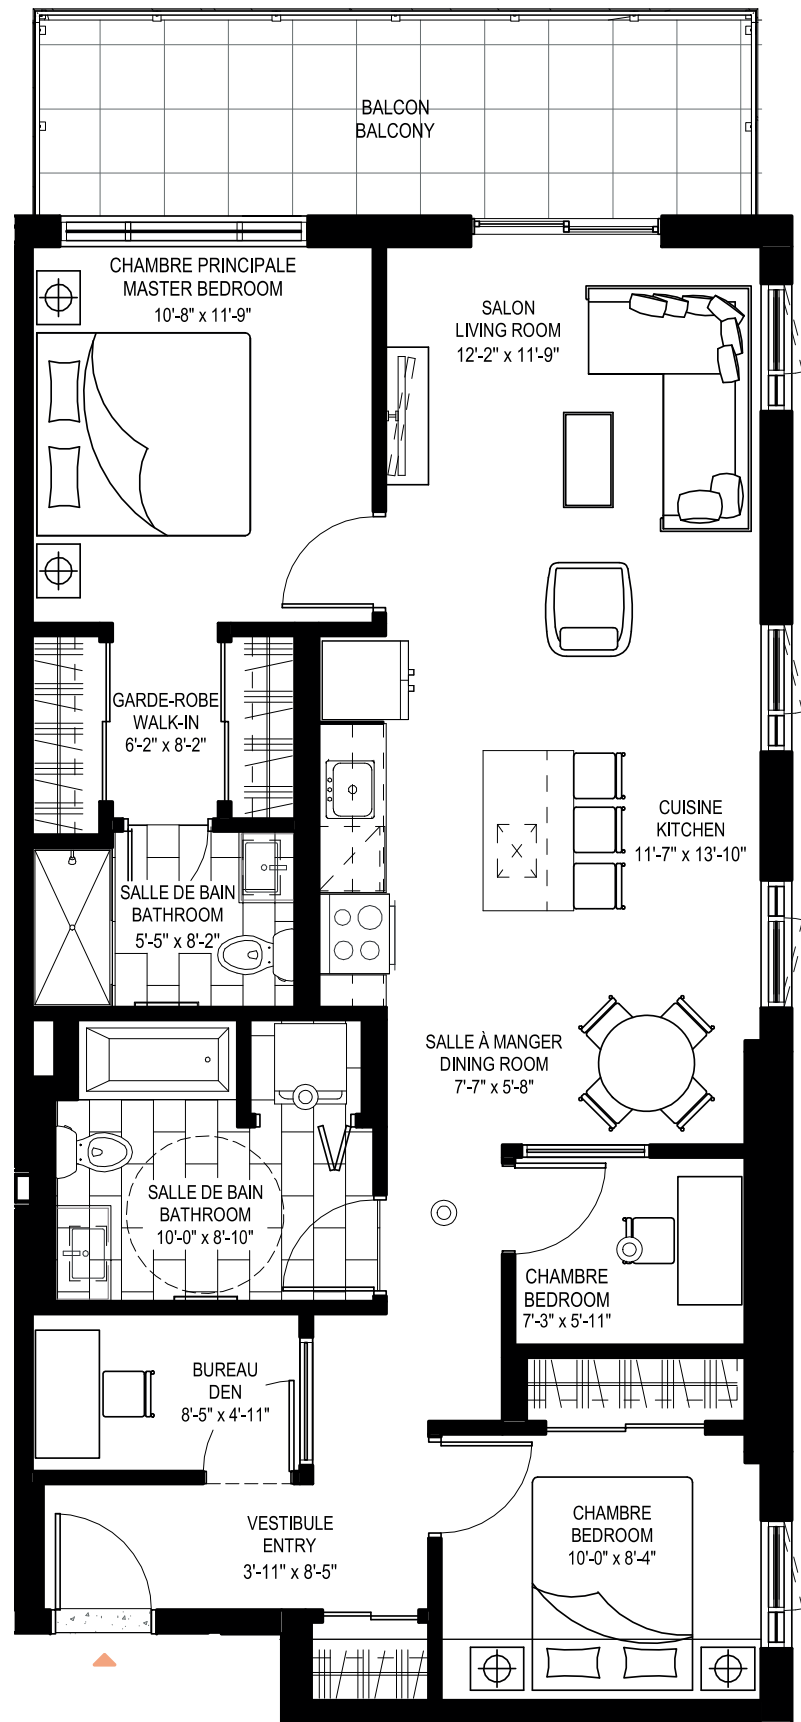 BALCON
BALCONY
CHAMBRE PRINCIPALE
MASTER BEDROOM
10'-8" x 11'-9"
SALON
LIVING ROOM
12'-2" x 11'-9"
GARDE-ROBE
WALK-IN
6'-2" x 8'-2"
CUISINE
KITCHEN
11'-7" x 13'-10"
SALLE DE BAIN
BATHROOM
5'-5" x 8'-2"
SALLE À MANGER
DINING ROOM
7'-7" x 5'-8"
SALLE DE BAIN
BATHROOM
10'-0" x 8'-10"
CHAMBRE
BEDROOM
7'-3" x 5'-11"
BUREAU
DEN
8'-5" x 4'-11"
VESTIBULE
ENTRY
3'-11" x 8'-5"
CHAMBRE
BEDROOM
10'-0" x 8'-4"